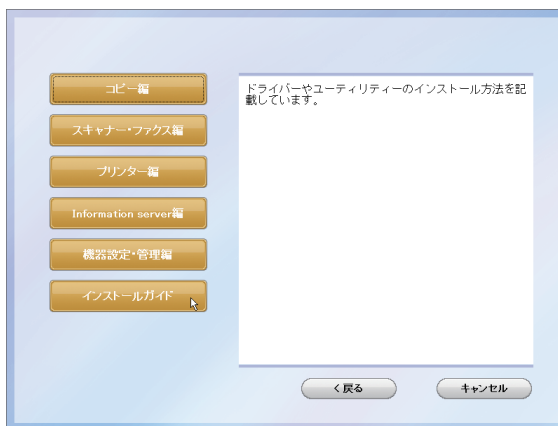 コピー編
スキャナー・ファクス編
プリンター編
Information server編
機器設定・管理編
インストールガイド
ドライバーやユーティリティーのインストール方法を記
載しています。
< 戻る
キャンセル